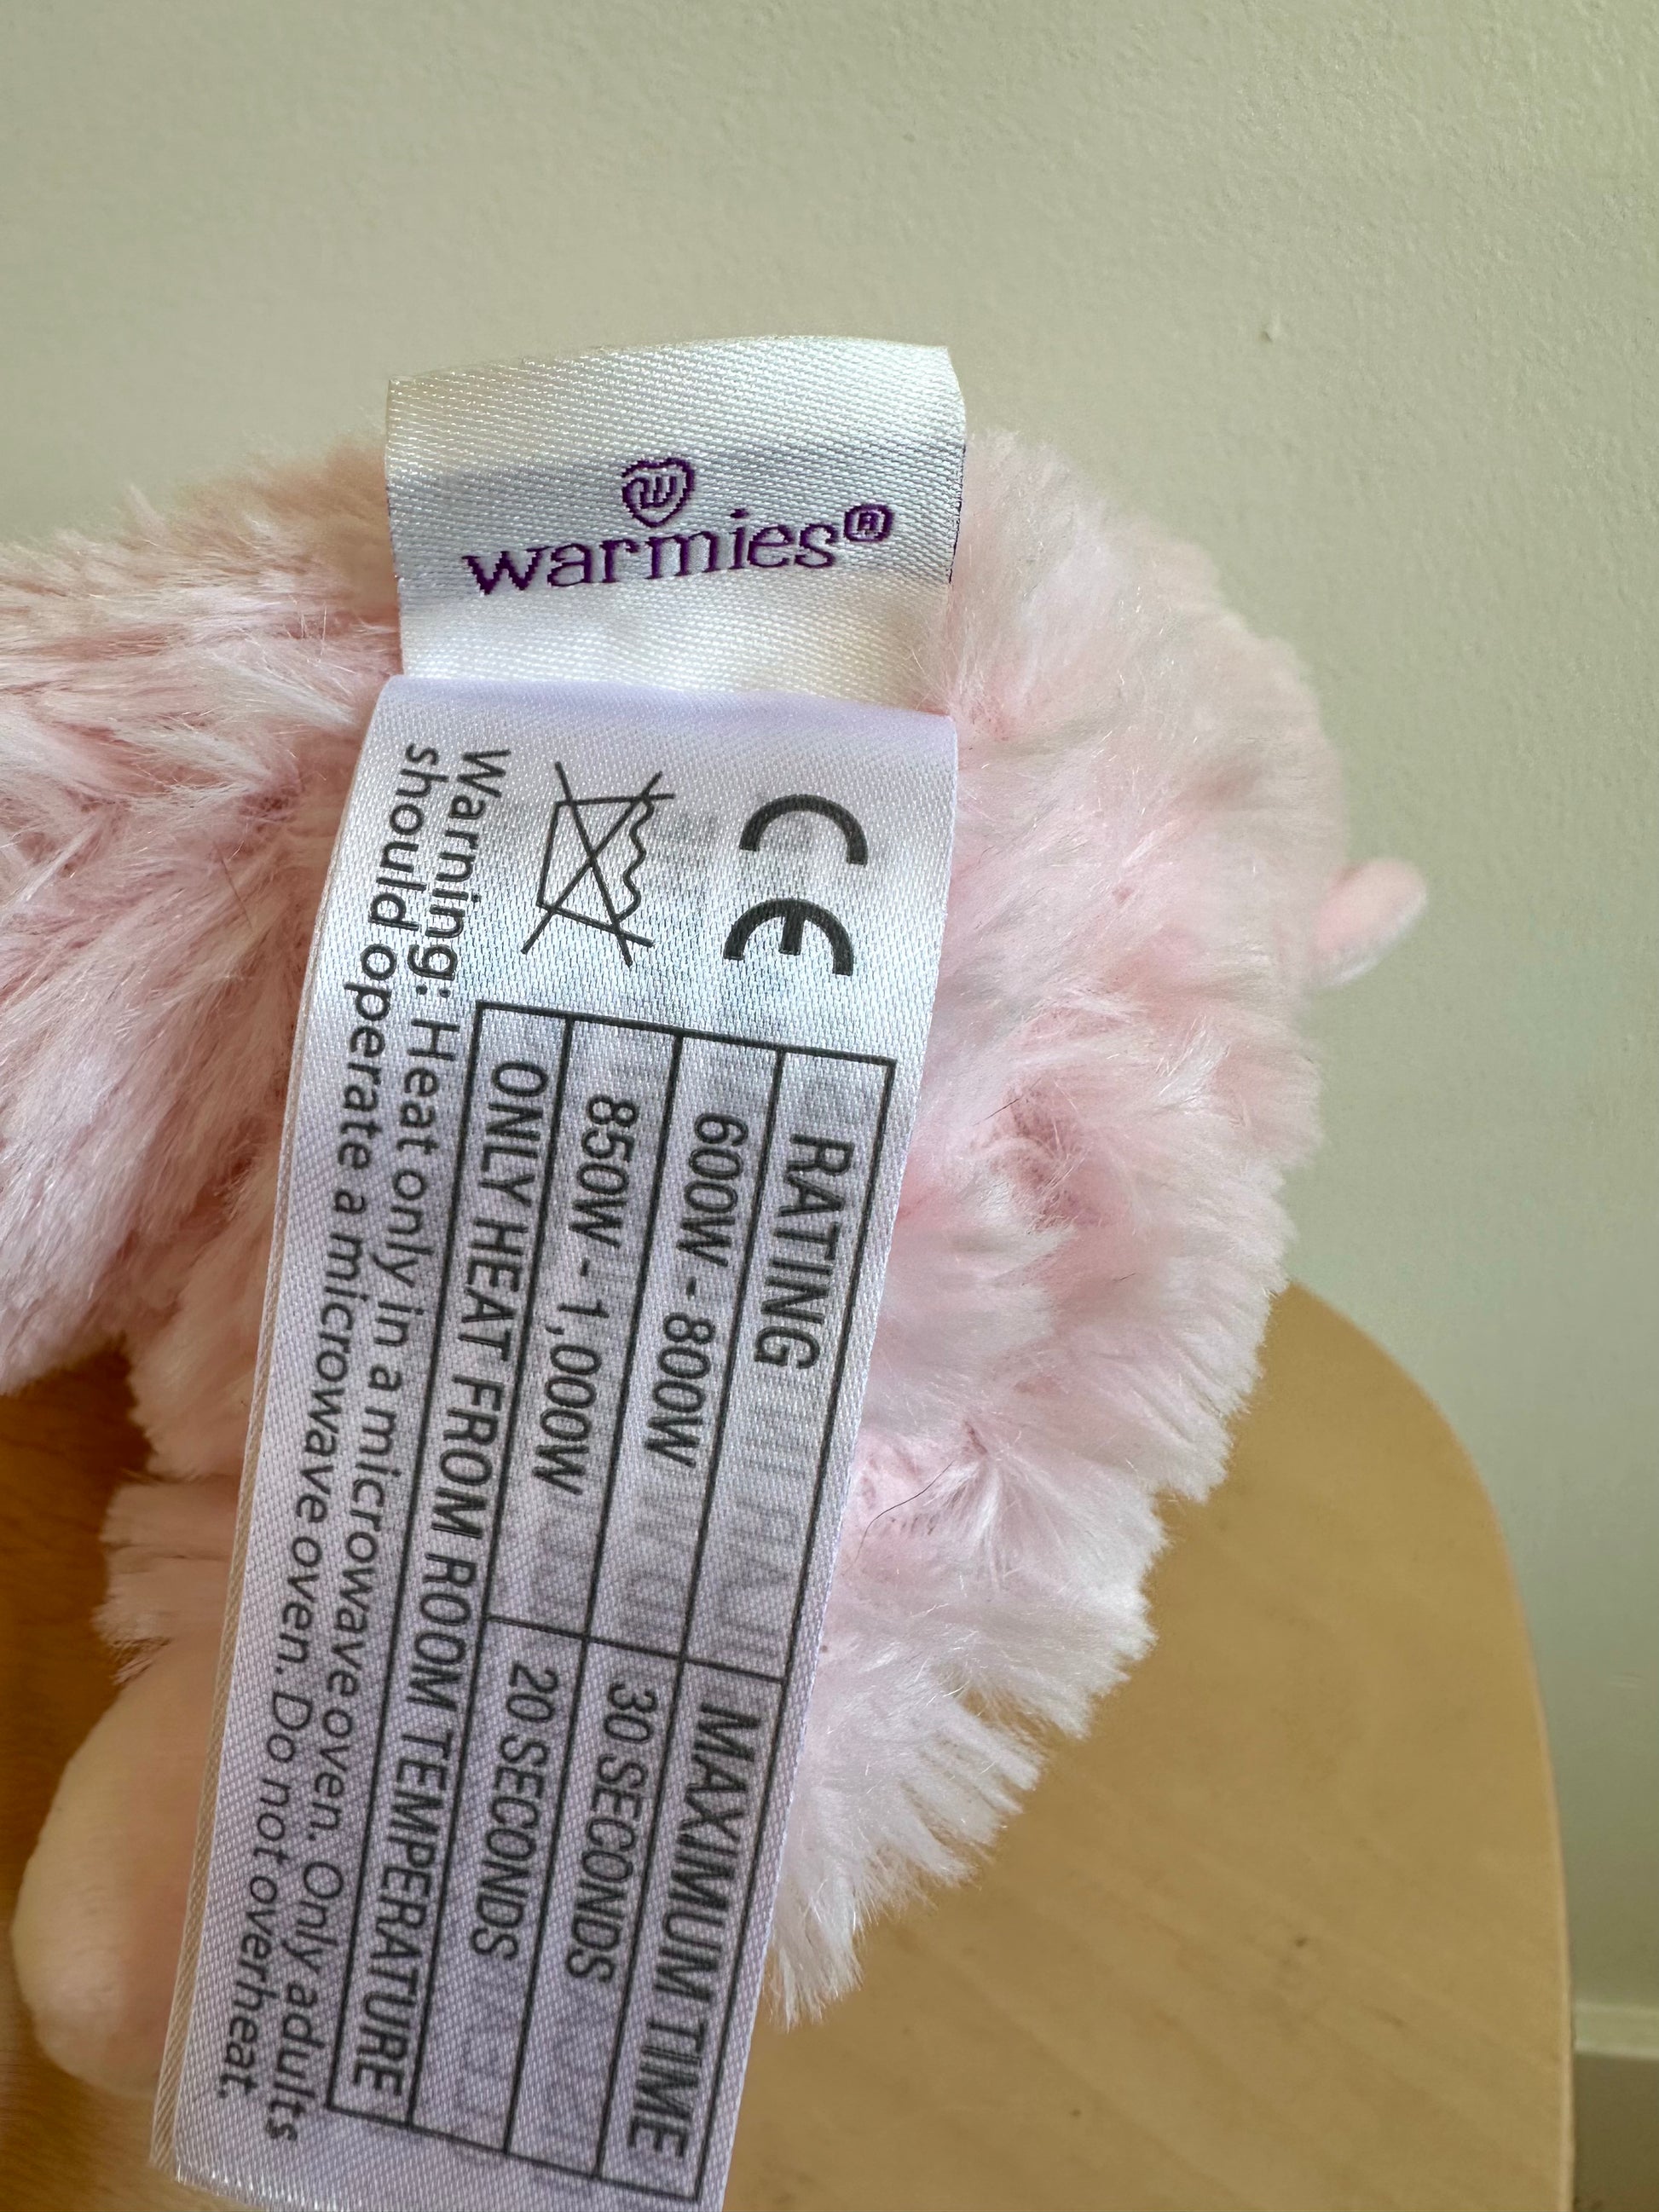 warmies®
CE
RATING MAXIMUM TIME
600W - 800W 30 SECONDS
850W - 1,000W 20 SECONDS
ONLY HEAT FROM ROOM TEMPERATURE
Warning: Heat only in a microwave oven. Only adults
should operate a microwave oven. Do not overheat.